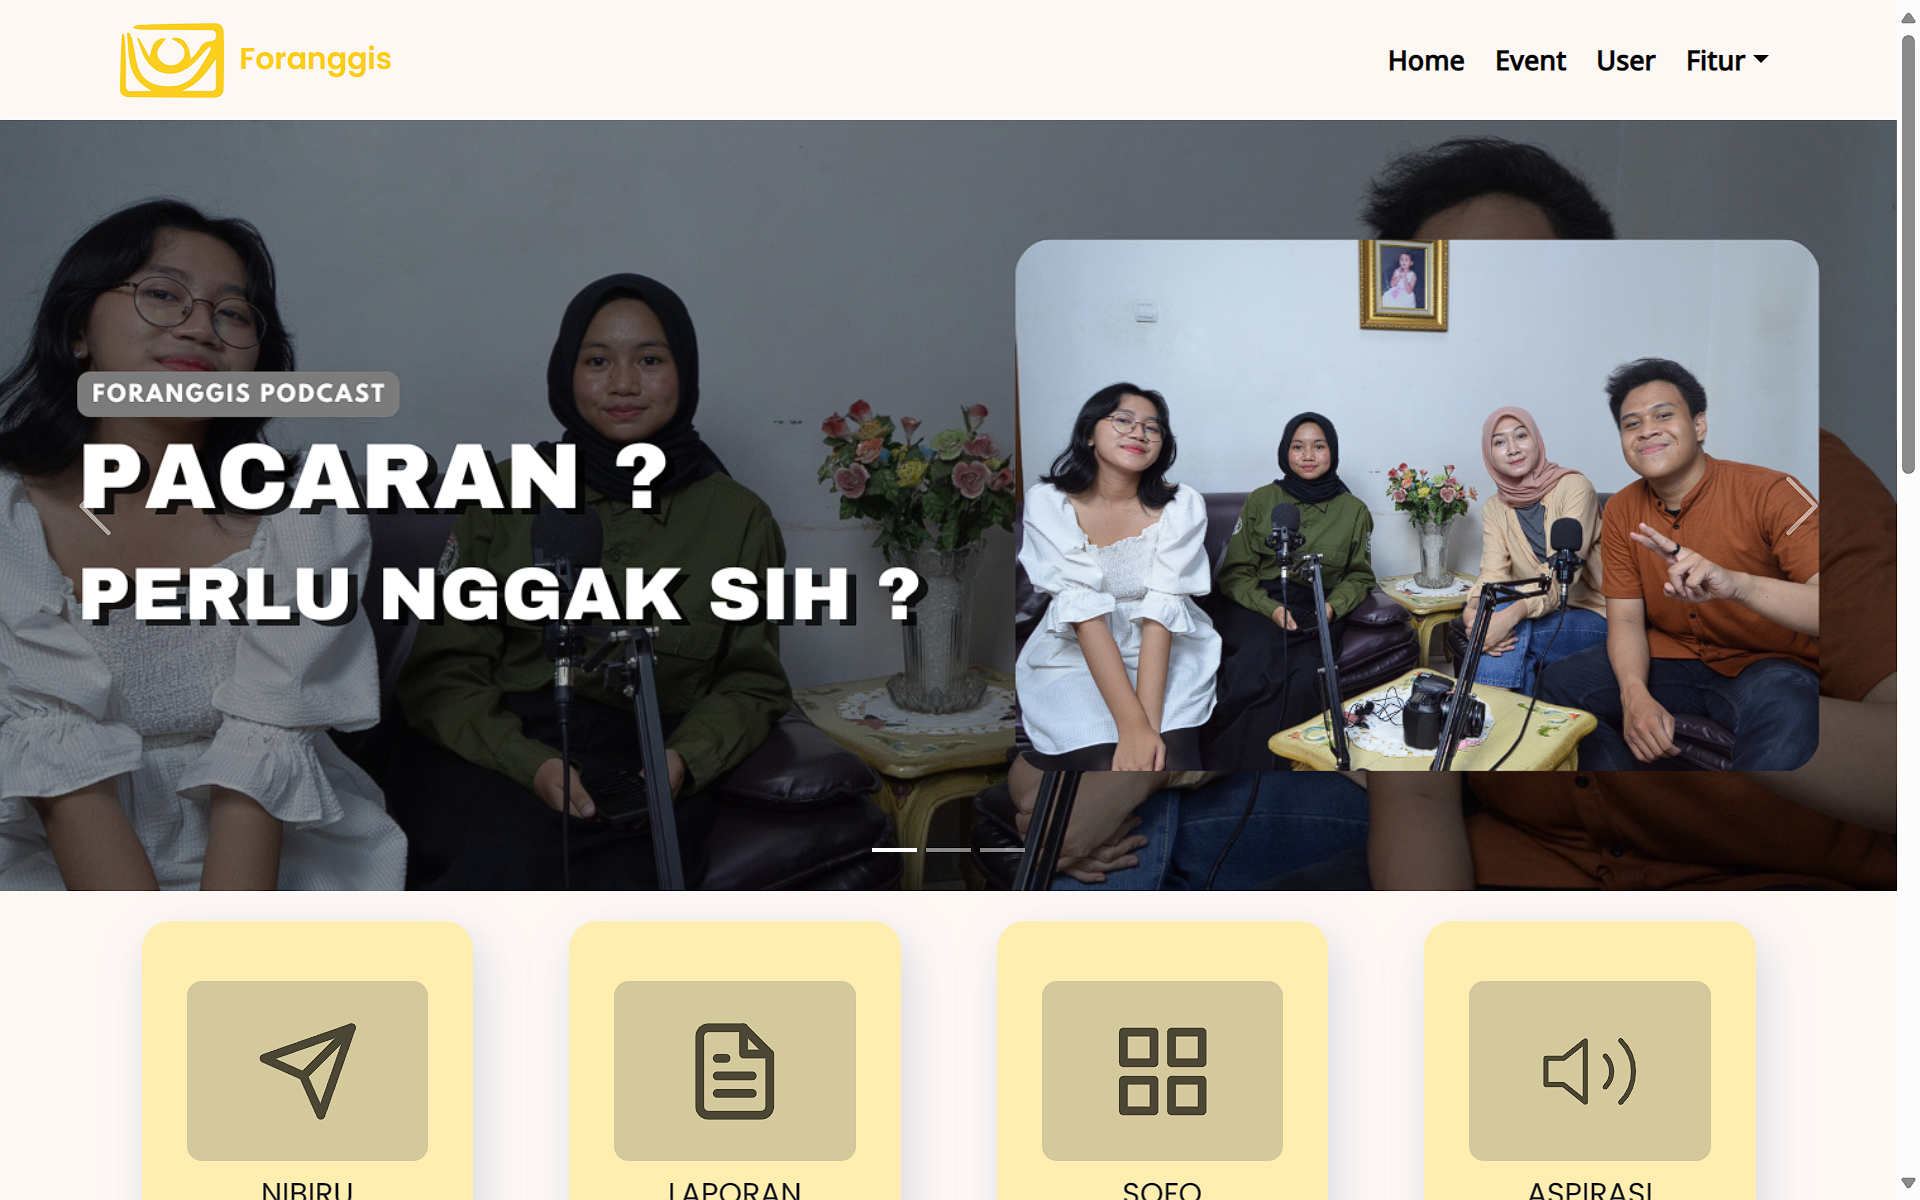 Foranggis
Home Event User Fitur
FORANGGIS PODCAST
PACARAN ?
PERLU NGGAK SIH ?
NIBIRU
LAPORAN
SOFO
ASPIRASI